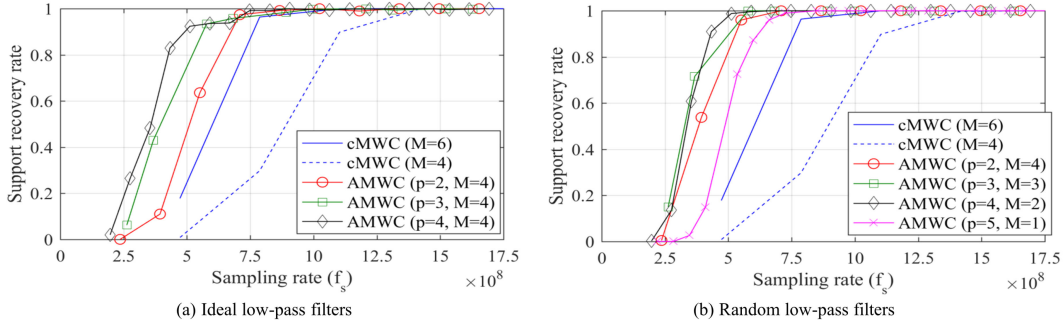 Support recovery rate
1
0.8
0.6
0.4
0.2
0
0 2.5 5 7.5 10 12.5 15 17.5
Sampling rate (f_s)
×10^8
cMWC (M=6)
cMWC (M=4)
AMWC (p=2, M=4)
AMWC (p=3, M=4)
AMWC (p=4, M=4)
(a) Ideal low-pass filters
Support recovery rate
1
0.8
0.6
0.4
0.2
0
0 2.5 5 7.5 10 12.5 15 17.5
Sampling rate (f_s)
×10^8
cMWC (M=6)
cMWC (M=4)
AMWC (p=2, M=4)
AMWC (p=3, M=3)
AMWC (p=4, M=2)
AMWC (p=5, M=1)
(b) Random low-pass filters